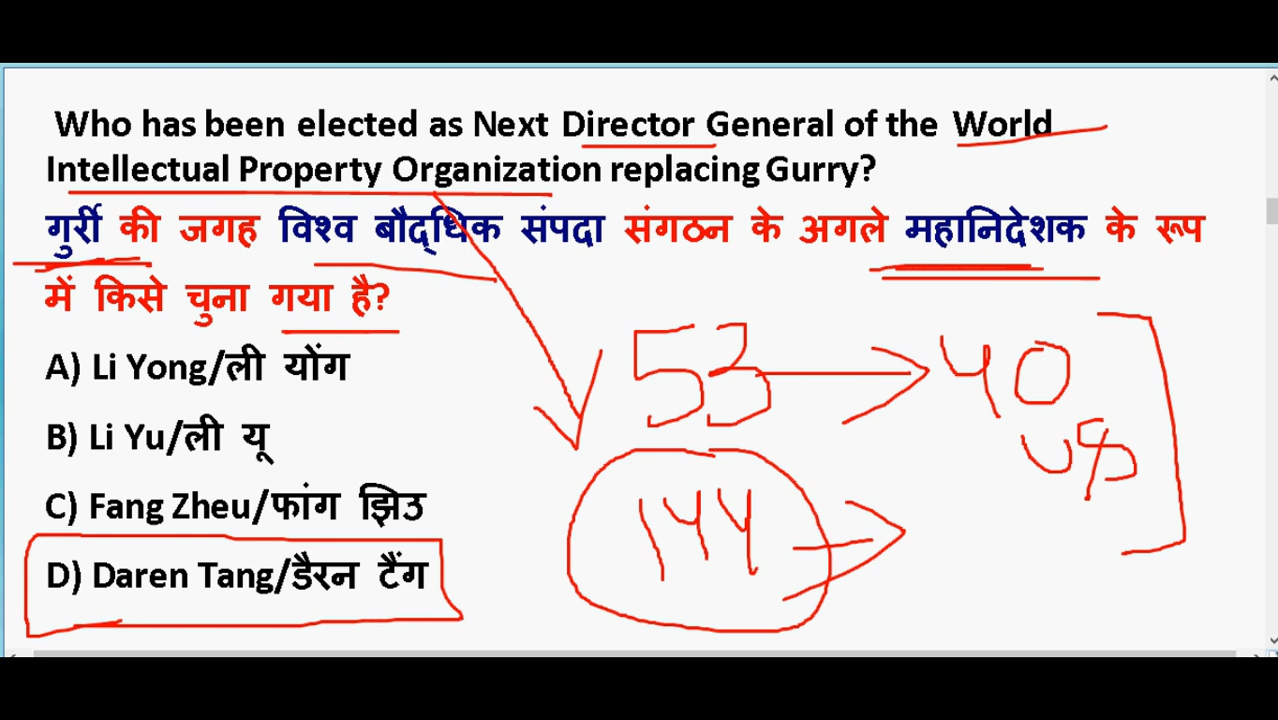 Who has been elected as Next Director General of the World
Intellectual Property Organization replacing Gurry?
गुर्री की जगह विश्व बौद्धिक संपदा संगठन के अगले महानिदेशक के रूप
में किसे चुना गया है?
A) Li Yong/ली योंग
B) Li Yu/ली यू
C) Fang Zheu/फांग झिउ
D) Daren Tang/डैरन टैंग
53
40
144